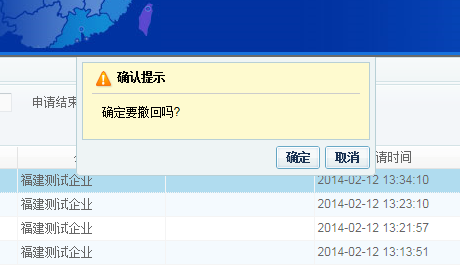 确认提示
申请结束
确定要撤回吗?
确定 取消
请时间
福建测试企业 2014-02-12 13:34:10
福建测试企业 2014-02-12 13:23:10
福建测试企业 2014-02-12 13:21:57
福建测试企业 2014-02-12 13:13:51